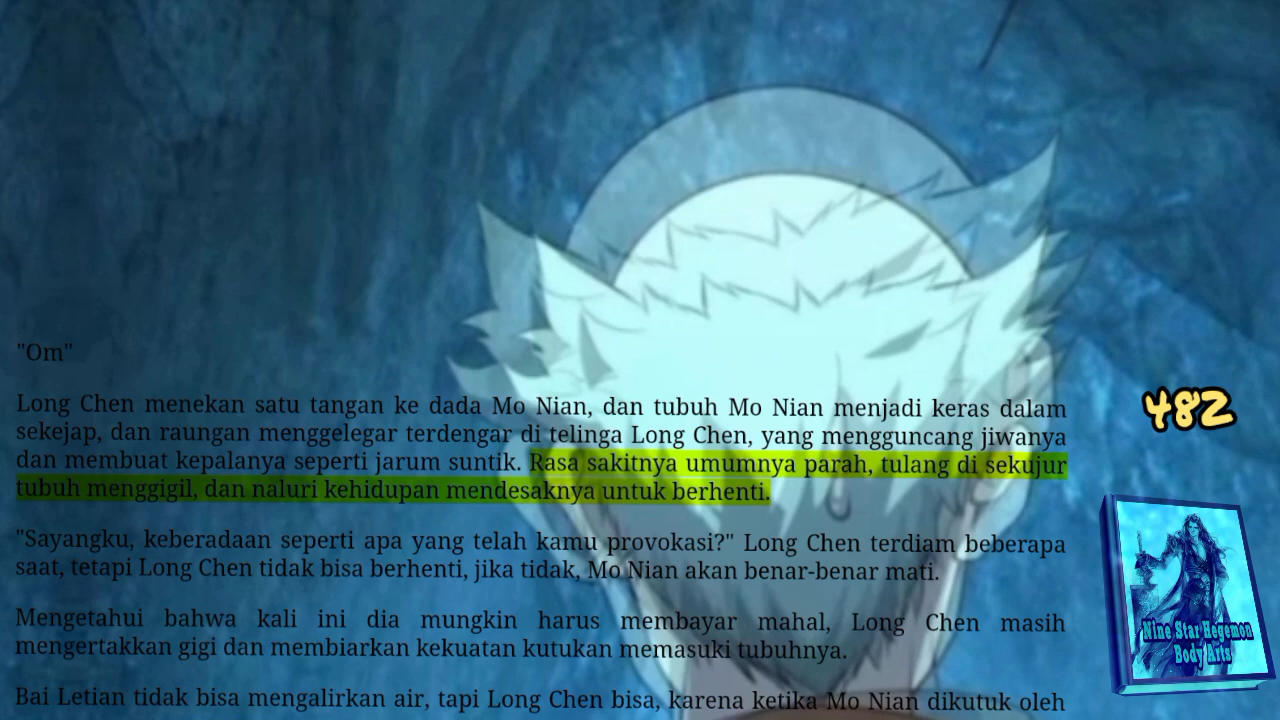 "Om"
Long Chen menekan satu tangan ke dada Mo Nian, dan tubuh Mo Nian menjadi keras dalam
sekejap, dan raungan menggelegar terdengar di telinga Long Chen, yang mengguncang jiwanya
dan membuat kepalanya seperti jarum suntik. Rasa sakitnya umumnya parah, tulang di sekujur
tubuh menggigil, dan naluri kehidupan mendesaknya untuk berhenti.
"Sayangku, keberadaan seperti apa yang telah kamu provokasi?" Long Chen terdiam beberapa
saat, tetapi Long Chen tidak bisa berhenti, jika tidak, Mo Nian akan benar-benar mati.
Mengetahui bahwa kali ini dia mungkin harus membayar mahal, Long Chen masih
mengertakkan gigi dan membiarkan kekuatan kutukan memasuki tubuhnya.
Bai Letian tidak bisa mengalirkan air, tapi Long Chen bisa, karena ketika Mo Nian dikutuk oleh
482
Nine Star Hegemon
Body Arts